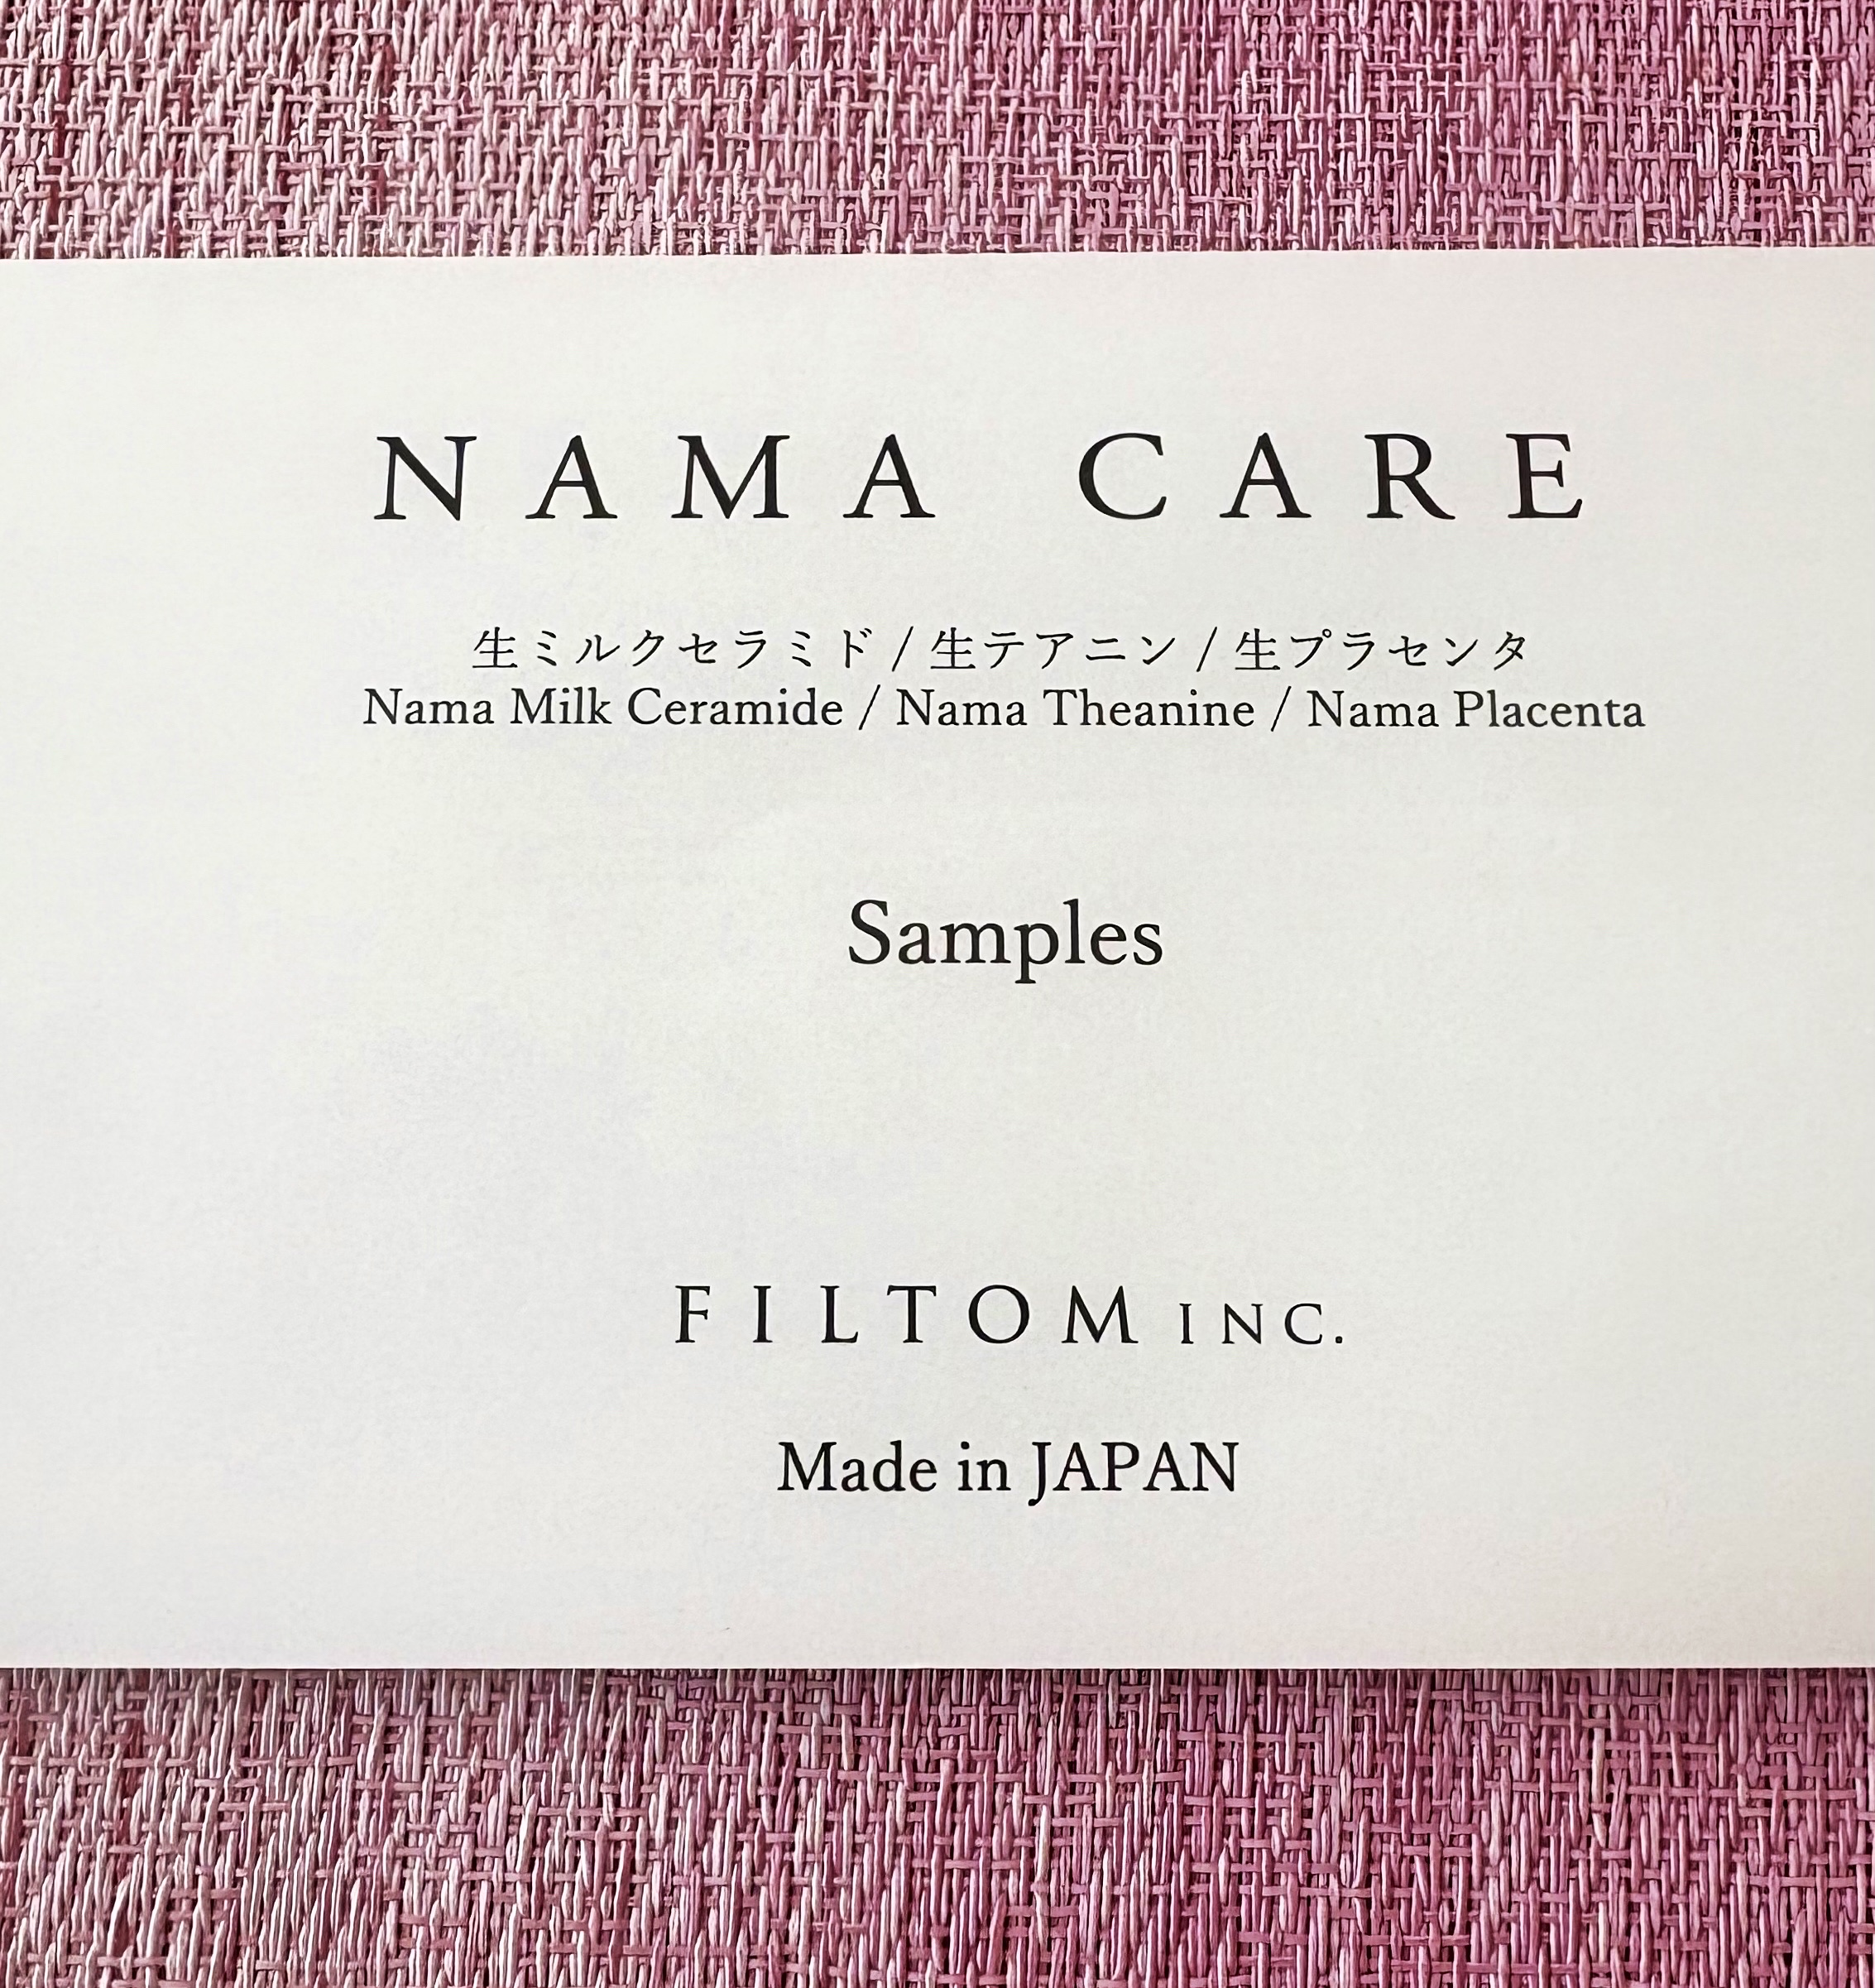 NAMA CARE
生ミルクセラミド / 生テアニン / 生プラセンタ
Nama Milk Ceramide / Nama Theanine / Nama Placenta
Samples
FILTOM INC.
Made in JAPAN